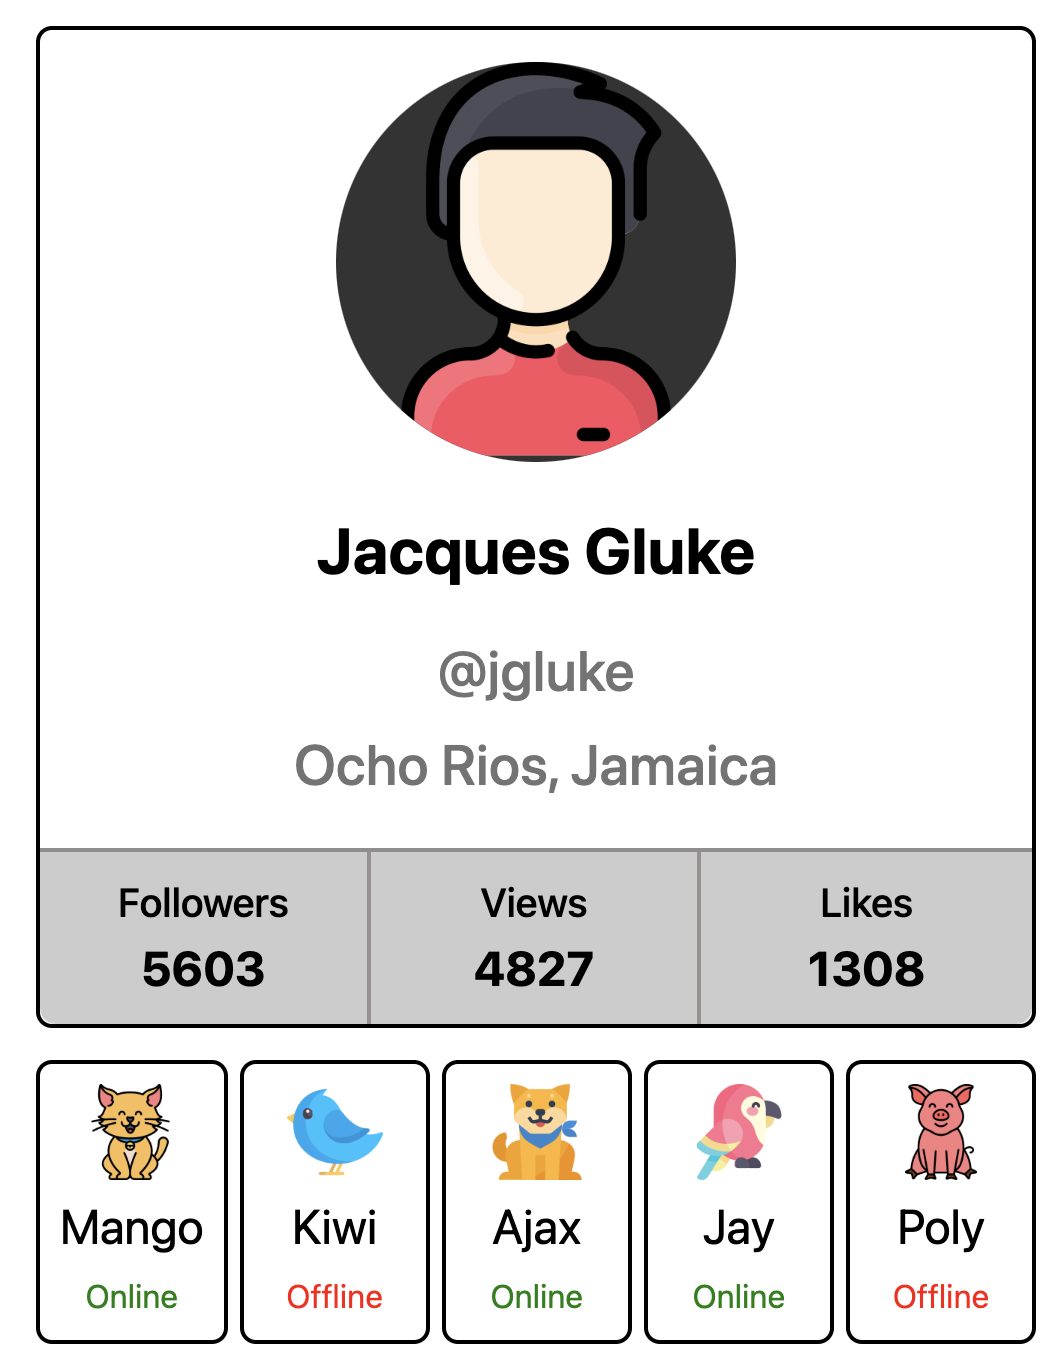 Jacques Gluke
@jgluke
Ocho Rios, Jamaica
Followers Views Likes
5603 4827 1308
Mango Kiwi Ajax Jay Poly
Online Offline Online Online Offline